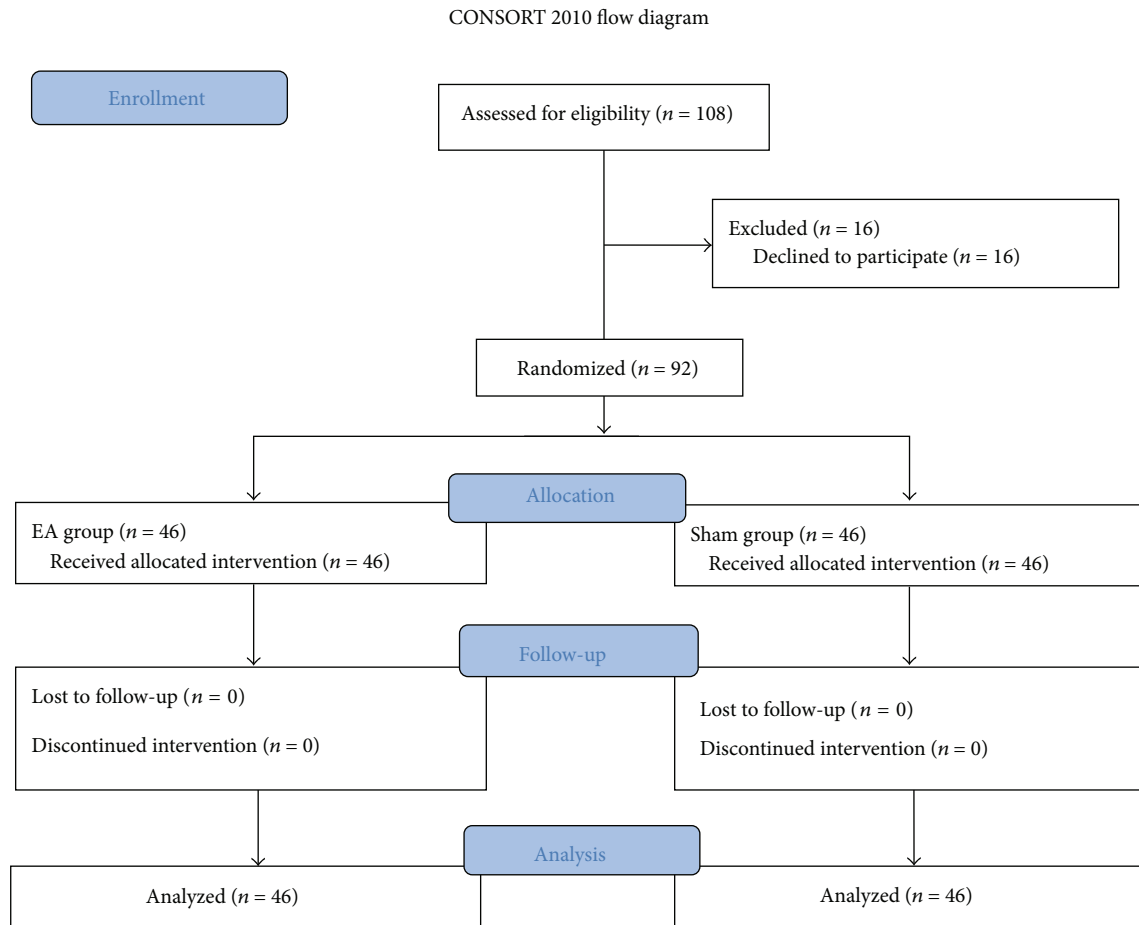 CONSORT 2010 flow diagram
Enrollment
Assessed for eligibility (n = 108)
Excluded (n = 16)
Declined to participate (n = 16)
Randomized (n = 92)
Allocation
EA group (n = 46)
Received allocated intervention (n = 46)
Sham group (n = 46)
Received allocated intervention (n = 46)
Follow-up
Lost to follow-up (n = 0)
Discontinued intervention (n = 0)
Lost to follow-up (n = 0)
Discontinued intervention (n = 0)
Analysis
Analyzed (n = 46)
Analyzed (n = 46)